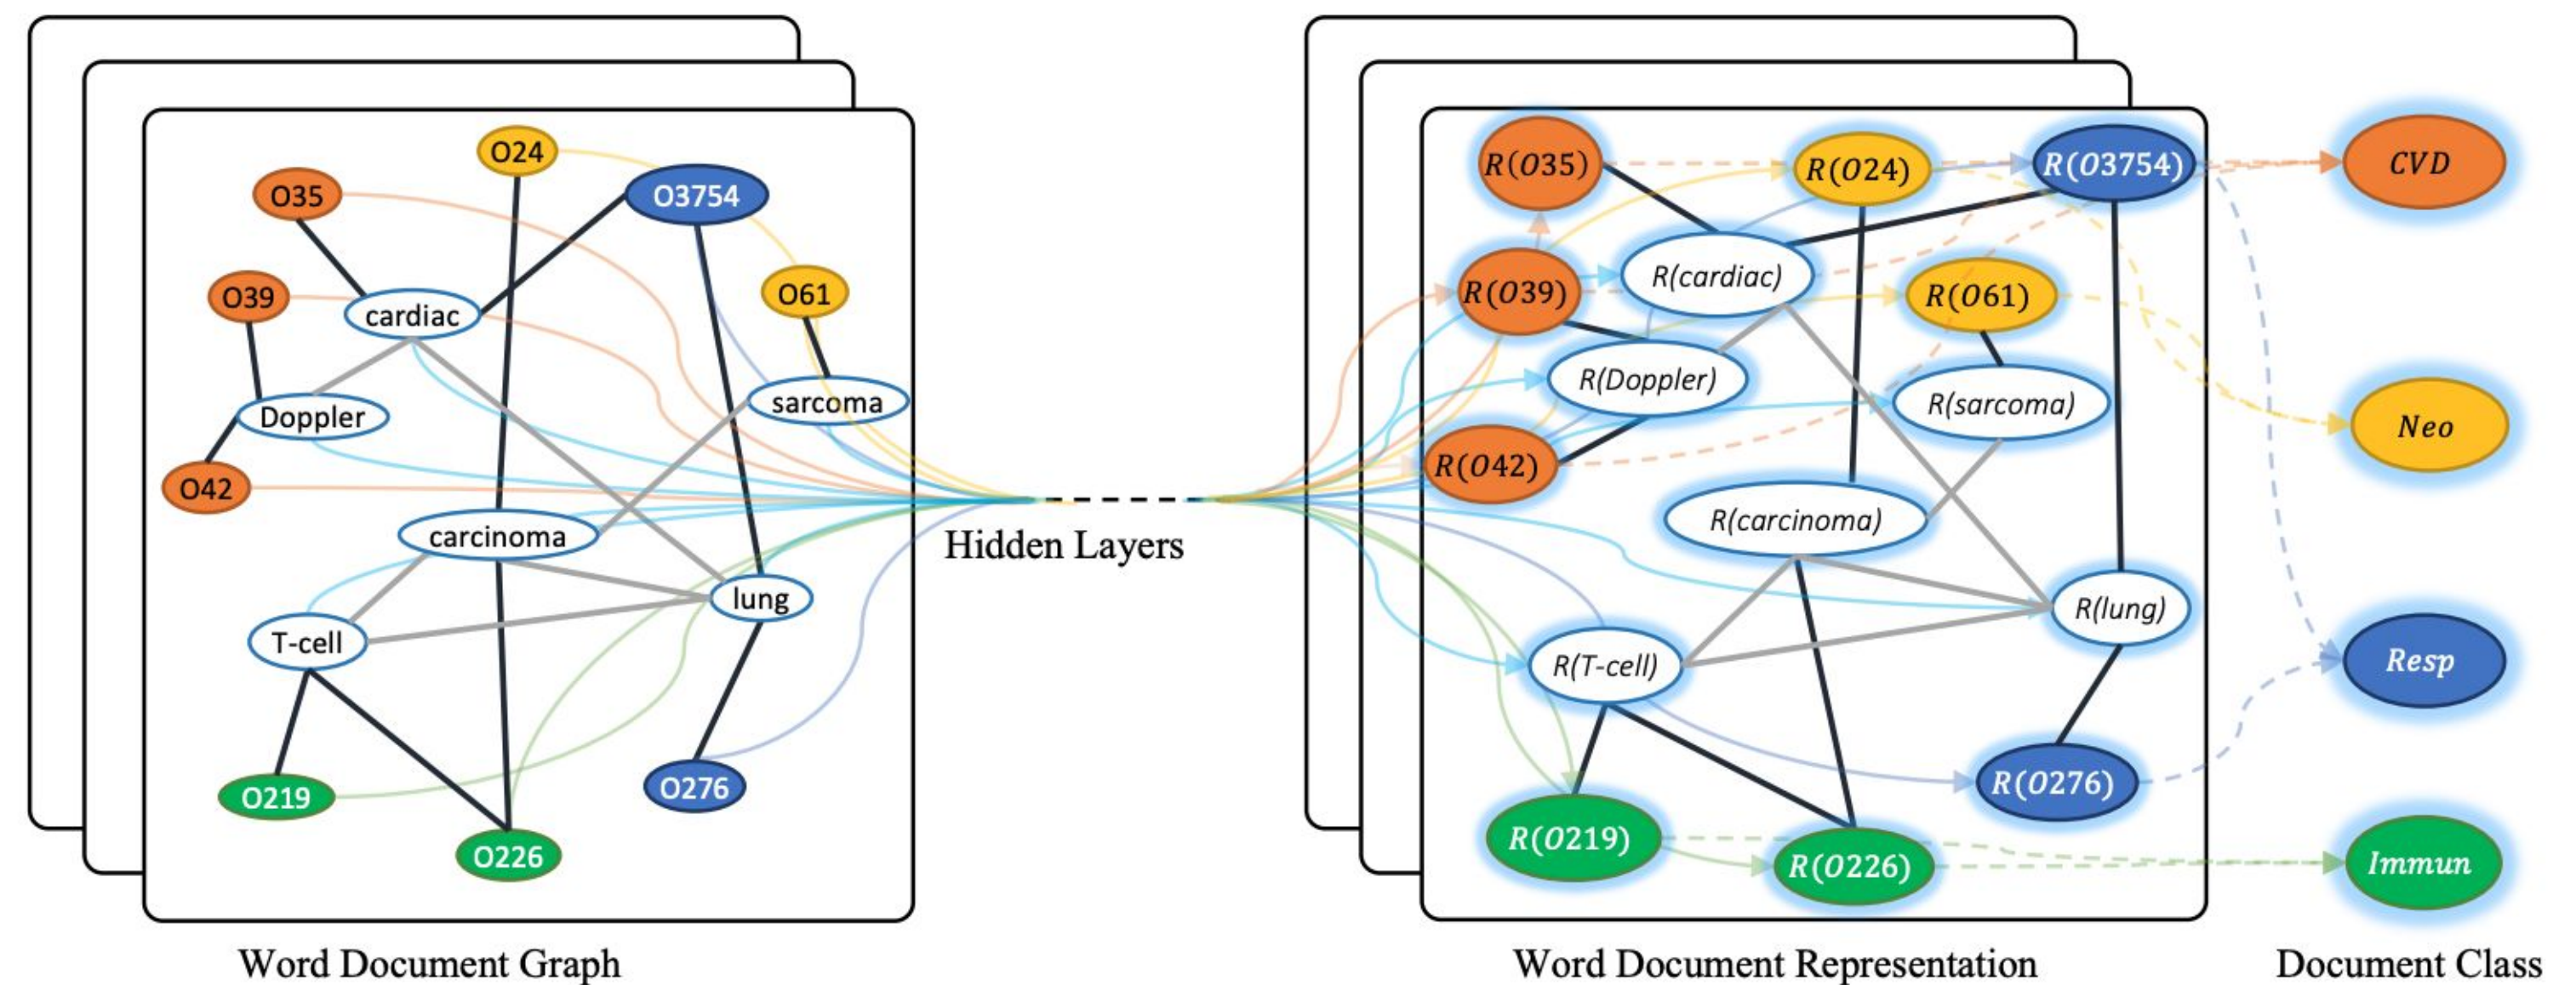 O24
O35
O3754
O39
O61
cardiac
sarcoma
Doppler
O42
carcinoma
lung
T-cell
O219
O276
O226
Hidden Layers
R(O35)
R(O24)
R(O3754)
R(O39)
R(cardiac)
R(O61)
R(Doppler)
R(sarcoma)
R(O42)
R(carcinoma)
R(lung)
R(T-cell)
R(O276)
R(O219)
R(O226)
CVD
Neo
Resp
Immun
Word Document Graph
Word Document Representation
Document Class